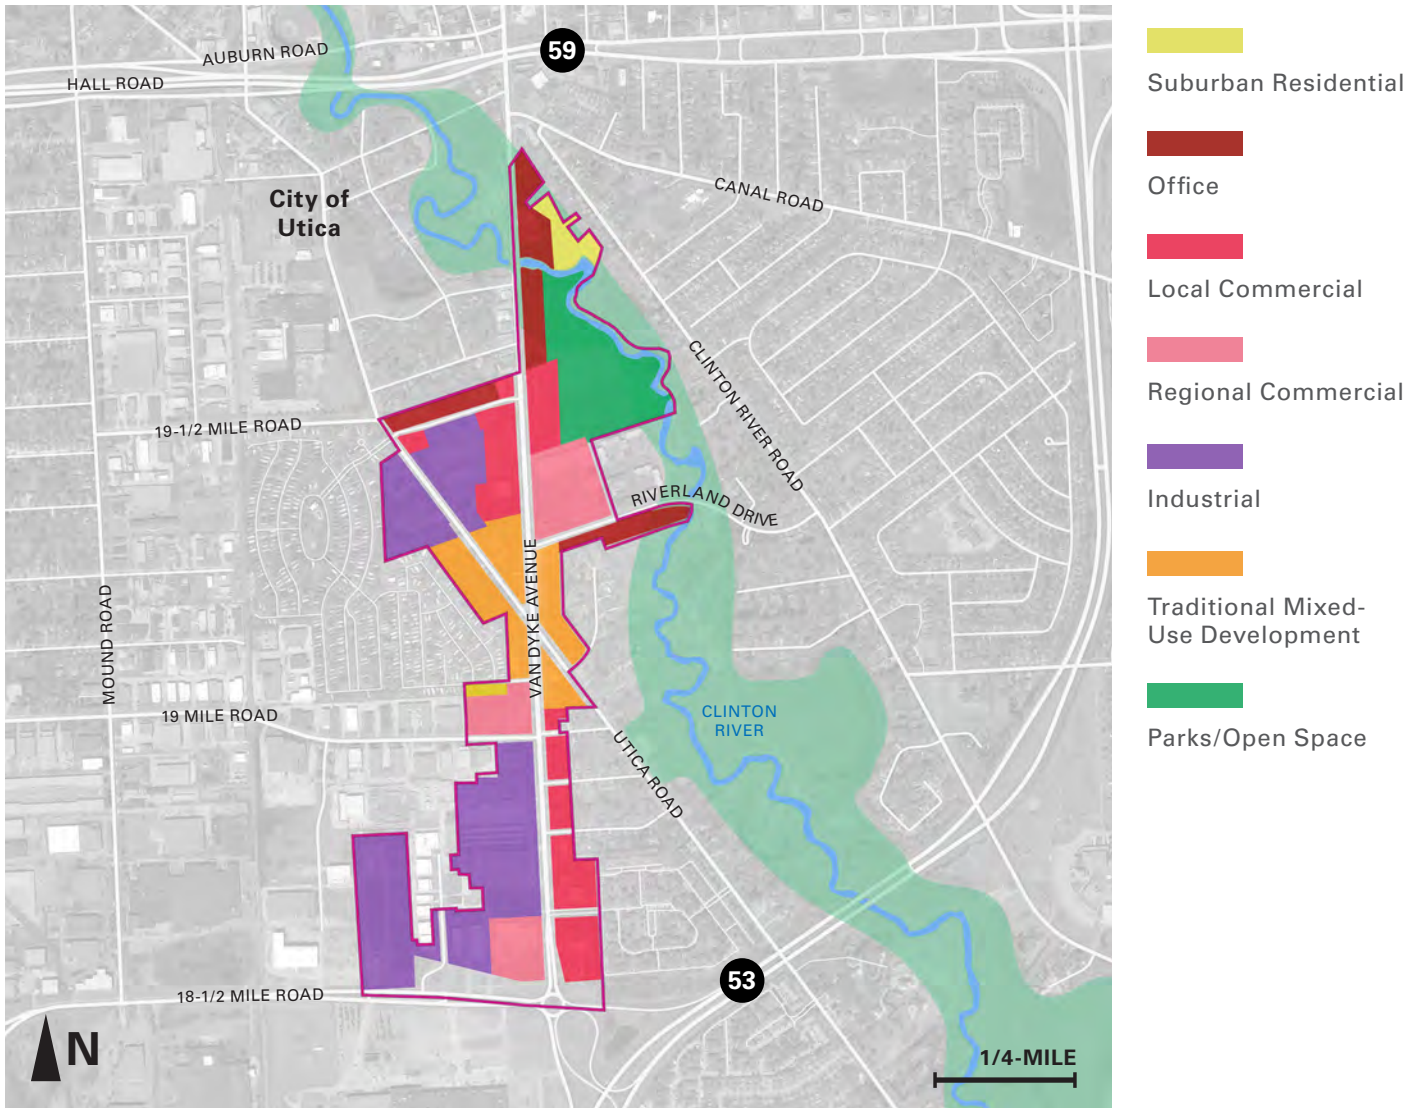 59
AUBURN ROAD
HALL ROAD
City of
Utica
CANAL ROAD
CLINTON RIVER ROAD
19-1/2 MILE ROAD
RIVERLAND DRIVE
VAN DYKE AVENUE
MOUND ROAD
19 MILE ROAD
CLINTON
RIVER
UTICA ROAD
53
18-1/2 MILE ROAD
N
1/4-MILE
Suburban Residential
Office
Local Commercial
Regional Commercial
Industrial
Traditional Mixed-
Use Development
Parks/Open Space